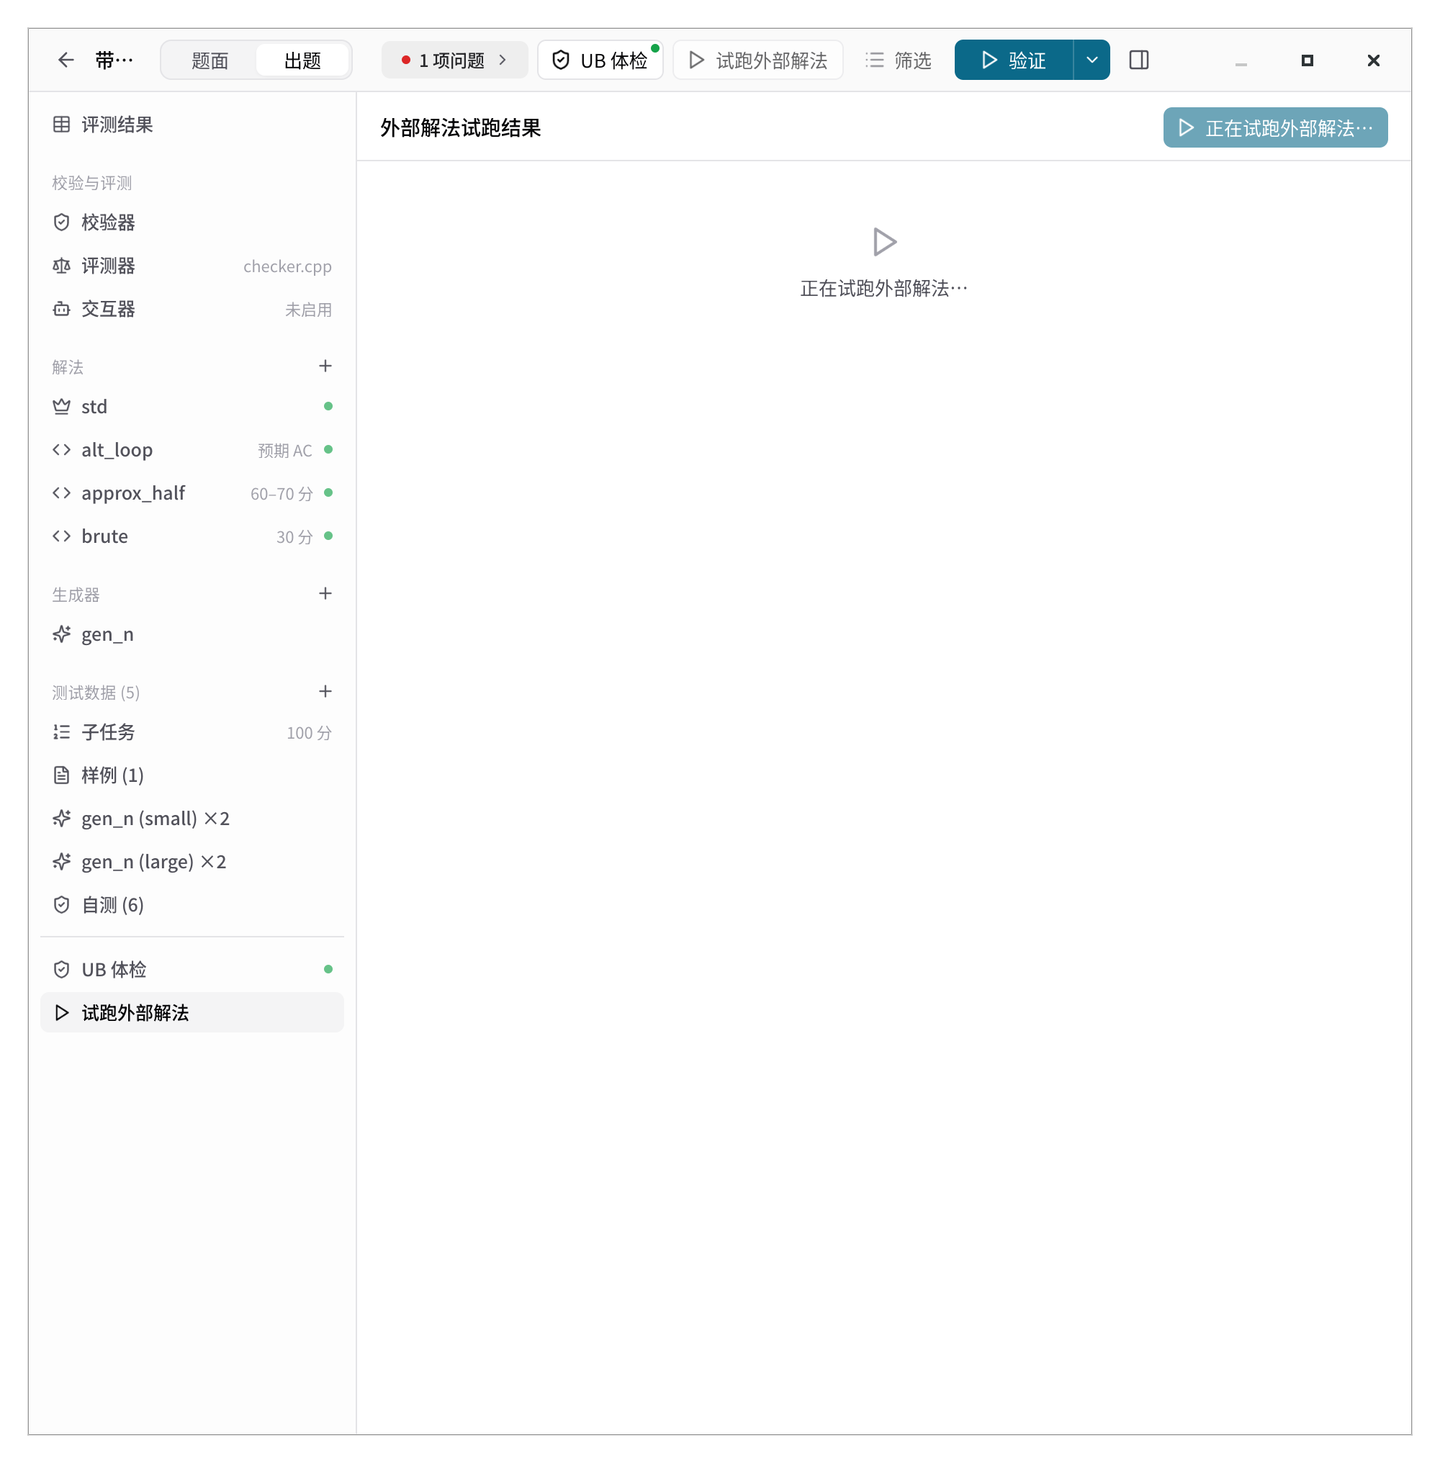 带…
题面
出题
1 项问题
UB 体检
试跑外部解法
筛选
验证
评测结果
校验与评测
校验器
评测器 checker.cpp
交互器 未启用
解法
std
alt_loop 预期 AC
approx_half 60–70 分
brute 30 分
生成器
gen_n
测试数据 (5)
子任务 100 分
样例 (1)
gen_n (small) ×2
gen_n (large) ×2
自测 (6)
UB 体检
试跑外部解法
外部解法试跑结果
正在试跑外部解法…
正在试跑外部解法…